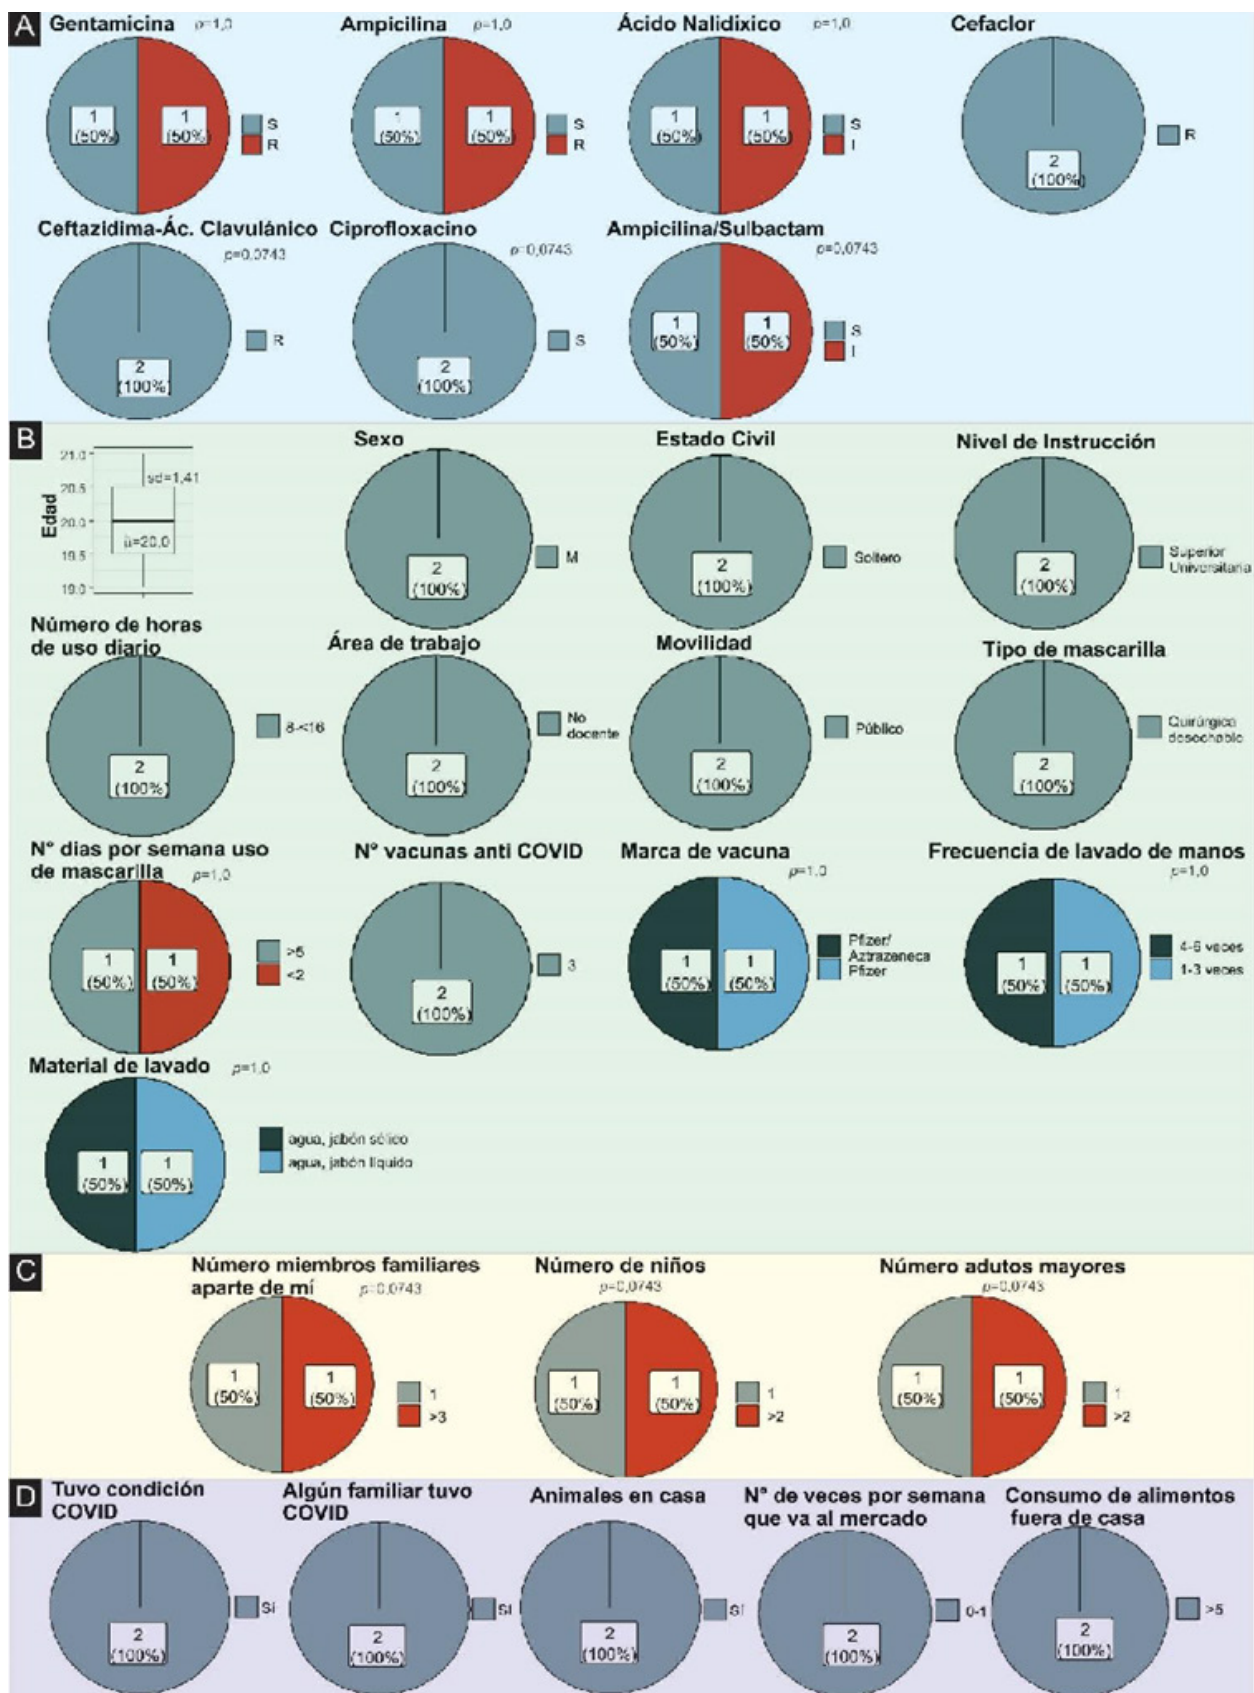 A
Gentamicina p=1,0
1
(50%)
1
(50%)
S
R
Ampicilina p=1,0
1
(50%)
1
(50%)
S
R
Ácido Nalidíxico p=1,0
1
(50%)
1
(50%)
S
I
Cefaclor
2
(100%)
R
Ceftazidima-Ác. Clavulánico
p=0,0743
2
(100%)
R
Ciprofloxacino
p=0,0743
2
(100%)
S
Ampicilina/Sulbactam
p=0,0743
1
(50%)
1
(50%)
S
I
B
Edad
21.0
20.5
20.0
19.5
19.0
sd=1,41
=20,0
Sexo
2
(100%)
M
Estado Civil
2
(100%)
Soltero
Nivel de Instrucción
2
(100%)
Superior
Universitaria
Número de horas
de uso diario
2
(100%)
8-<16
Área de trabajo
2
(100%)
No
docente
Movilidad
2
(100%)
Público
Tipo de mascarilla
2
(100%)
Quirúrgica
desechable
N° dias por semana uso
de mascarilla p=1,0
1
(50%)
1
(50%)
>5
<2
N° vacunas anti COVID
2
(100%)
3
Marca de vacuna
p=1,0
1
(50%)
1
(50%)
Pfizer/
Aztrazeneca
Pfizer
Frecuencia de lavado de manos
p=1,0
1
(50%)
1
(50%)
4-6 veces
1-3 veces
Material de lavado p=1,0
1
(50%)
1
(50%)
agua, jabón sólico
agua, jabón líquido
C
Número miembros familiares
aparte de mí p=0,0743
1
(50%)
1
(50%)
1
>3
Número de niños
p=0,0743
1
(50%)
1
(50%)
1
>2
Número adutos mayores
p=0,0743
1
(50%)
1
(50%)
1
>2
D
Tuvo condición
COVID
2
(100%)
Sí
Algún familiar tuvo
COVID
2
(100%)
Sí
Animales en casa
2
(100%)
Sí
N° de veces por semana
que va al mercado
2
(100%)
0-1
Consumo de alimentos
fuera de casa
2
(100%)
>5